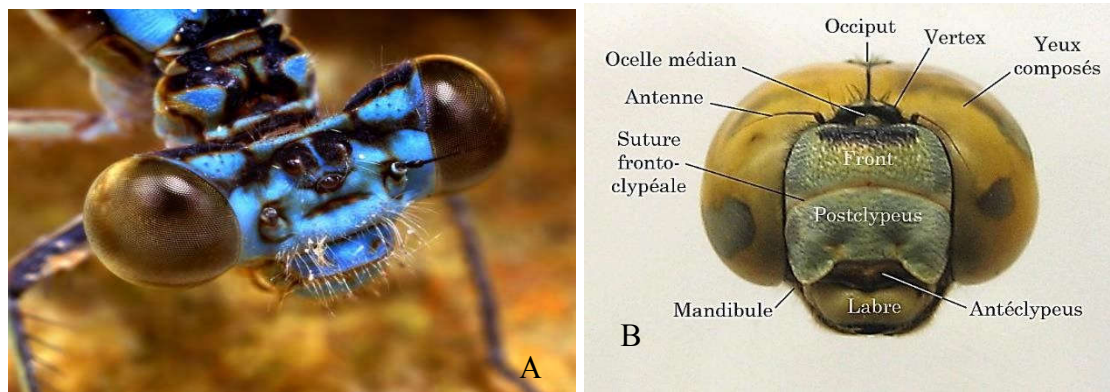 A
Occiput
Vertex
Ocelle médian
Yeux
composés
Antenne
Suture
fronto-
clypéale
Front
Postclypeus
Mandibule
Labre
Antéclypeus
B